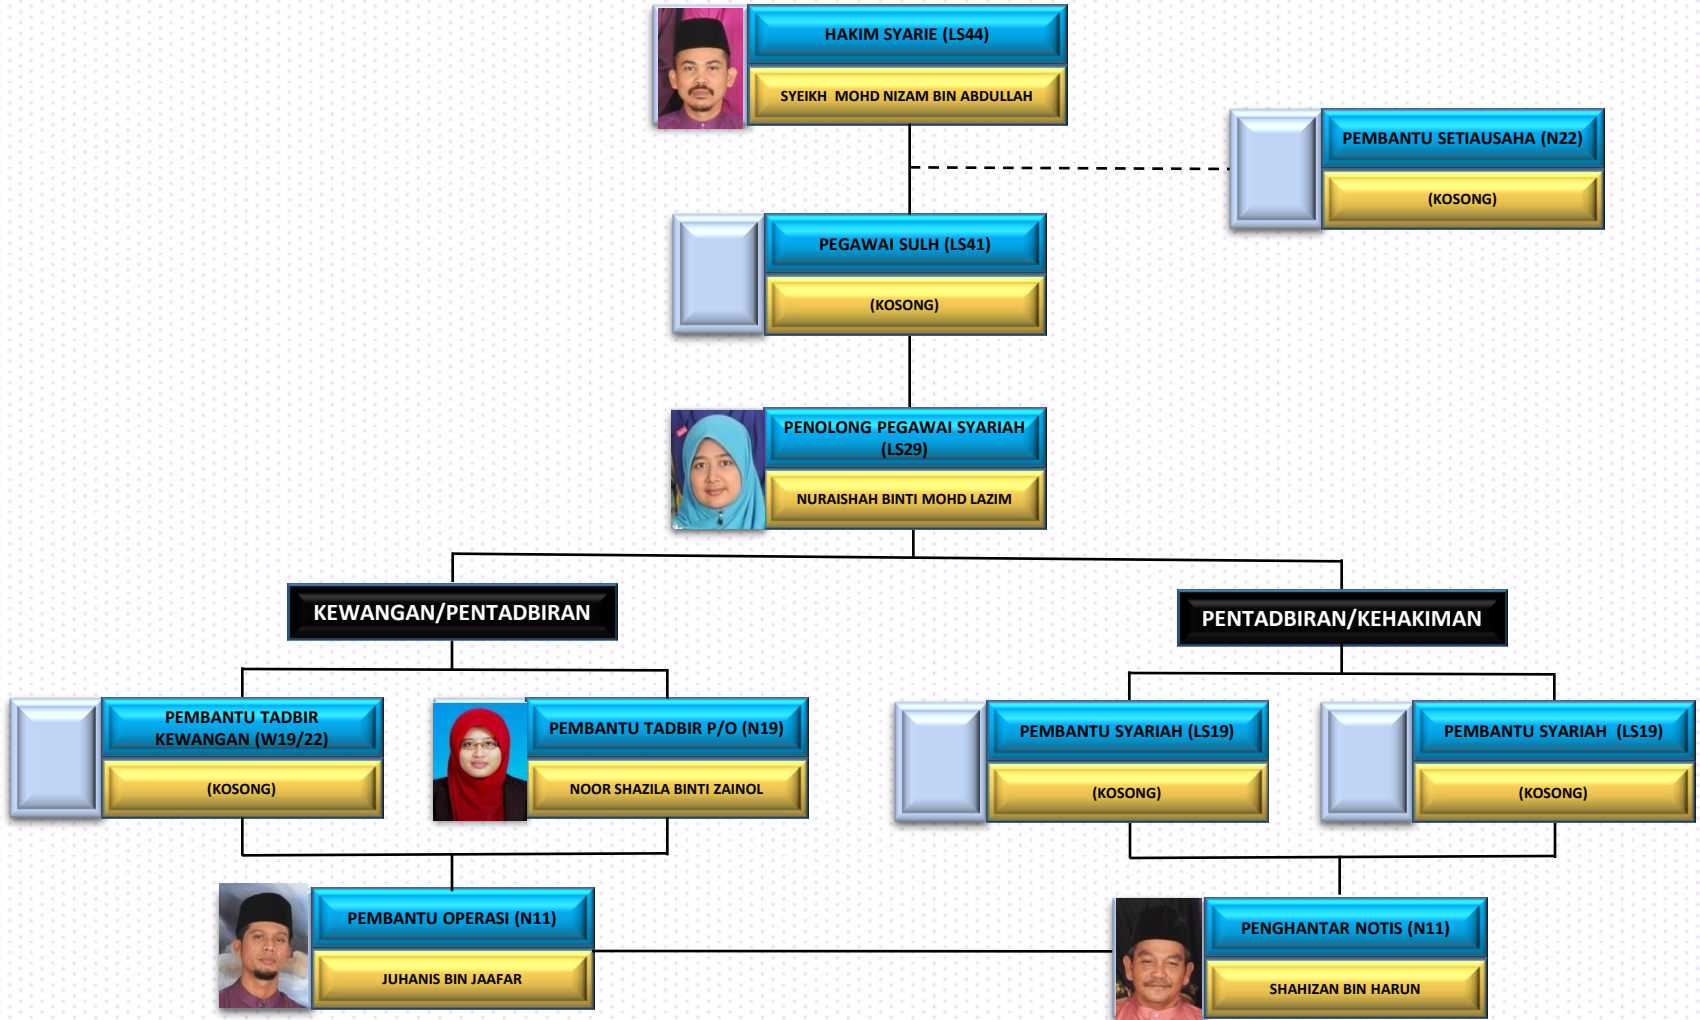 HAKIM SYARIE (LS44)
SYEIKH MOHD NIZAM BIN ABDULLAH
PEMBANTU SETIAUSAHA (N22)
(KOSONG)
PEGAWAI SULH (LS41)
(KOSONG)
PENOLONG PEGAWAI SYARIAH
(LS29)
NURAISHAH BINTI MOHD LAZIM
KEWANGAN/PENTADBIRAN
PENTADBIRAN/KEHAKIMAN
PEMBANTU TADBIR
KEWANGAN (W19/22)
(KOSONG)
PEMBANTU TADBIR P/O (N19)
NOOR SHAZILA BINTI ZAINOL
PEMBANTU SYARIAH (LS19)
(KOSONG)
PEMBANTU SYARIAH (LS19)
(KOSONG)
PEMBANTU OPERASI (N11)
JUHANIS BIN JAAFAR
PENGHANTAR NOTIS (N11)
SHAHIZAN BIN HARUN